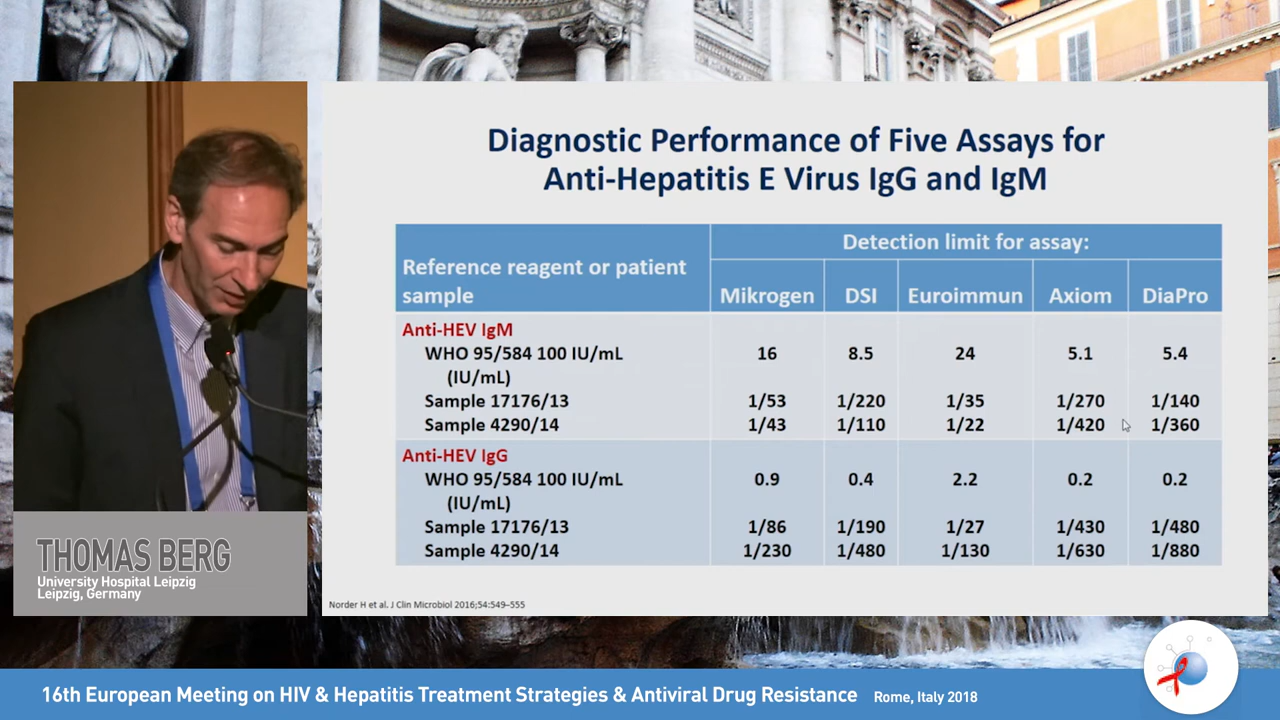 Diagnostic Performance of Five Assays for
Anti-Hepatitis E Virus IgG and IgM
Reference reagent or patient
sample
Detection limit for assay:
Mikrogen DSI Euroimmun Axiom DiaPro
Anti-HEV IgM
WHO 95/584 100 IU/mL 16 8.5 24 5.1 5.4
(IU/mL)
Sample 17176/13 1/53 1/220 1/35 1/270 1/140
Sample 4290/14 1/43 1/110 1/22 1/420 1/360
Anti-HEV IgG
WHO 95/584 100 IU/mL 0.9 0.4 2.2 0.2 0.2
(IU/mL)
Sample 17176/13 1/86 1/190 1/27 1/430 1/480
Sample 4290/14 1/230 1/480 1/130 1/630 1/880
Norder H et al. J Clin Microbiol 2016;54:549–555
THOMAS BERG
University Hospital Leipzig
Leipzig, Germany
16th European Meeting on HIV & Hepatitis Treatment Strategies & Antiviral Drug Resistance Rome, Italy 2018